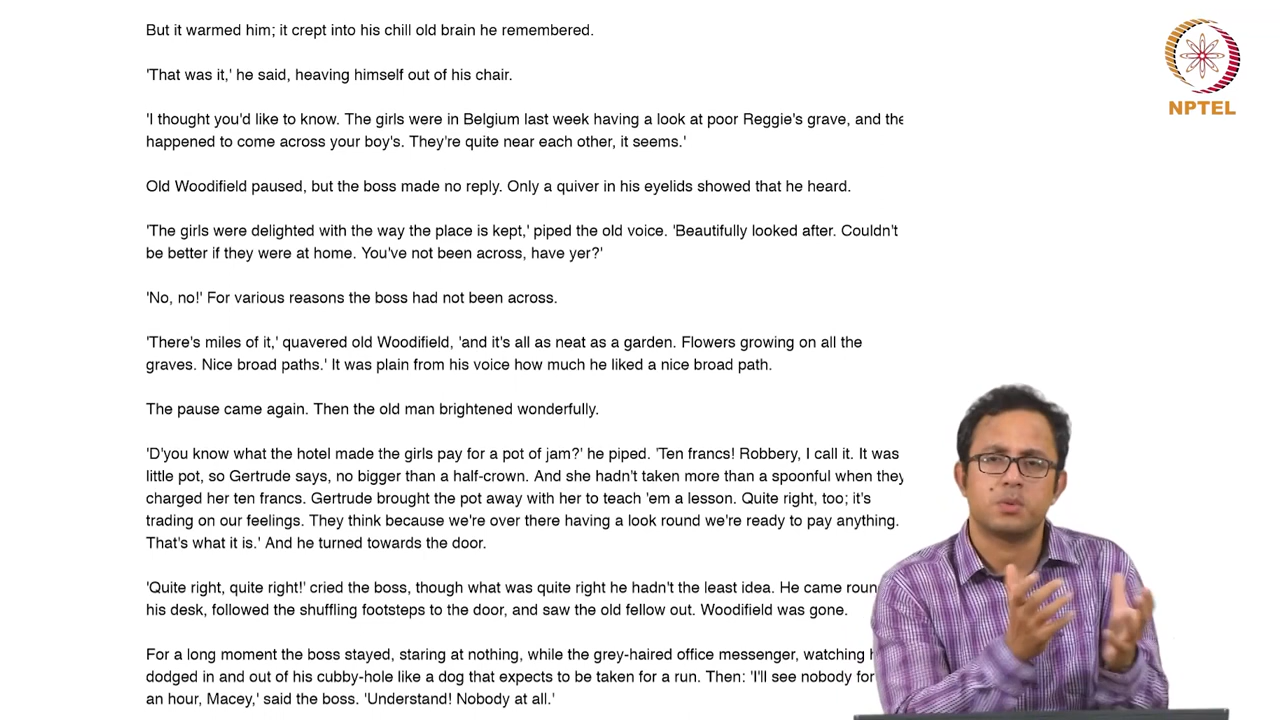 But it warmed him; it crept into his chill old brain he remembered.
'That was it,' he said, heaving himself out of his chair.
'I thought you'd like to know. The girls were in Belgium last week having a look at poor Reggie's grave, and the
happened to come across your boy's. They're quite near each other, it seems.'
Old Woodifield paused, but the boss made no reply. Only a quiver in his eyelids showed that he heard.
'The girls were delighted with the way the place is kept,' piped the old voice. 'Beautifully looked after. Couldn't
be better if they were at home. You've not been across, have yer?'
'No, no!' For various reasons the boss had not been across.
'There's miles of it,' quavered old Woodifield, 'and it's all as neat as a garden. Flowers growing on all the
graves. Nice broad paths.' It was plain from his voice how much he liked a nice broad path.
The pause came again. Then the old man brightened wonderfully.
'D'you know what the hotel made the girls pay for a pot of jam?' he piped. 'Ten francs! Robbery, I call it. It was
little pot, so Gertrude says, no bigger than a half-crown. And she hadn't taken more than a spoonful when they
charged her ten francs. Gertrude brought the pot away with her to teach 'em a lesson. Quite right, too; it's
trading on our feelings. They think because we're over there having a look round we're ready to pay anything.
That's what it is.' And he turned towards the door.
'Quite right, quite right!' cried the boss, though what was quite right he hadn't the least idea. He came
his desk, followed the shuffling footsteps to the door, and saw the old fellow out. Woodifield was gone.
For a long moment the boss stayed, staring at nothing, while the grey-haired office messenger, watching
dodged in and out of his cubby-hole like a dog that expects to be taken for a run. Then: 'I'll see nobody for
an hour, Macey,' said the boss. 'Understand! Nobody at all.'
NPTEL